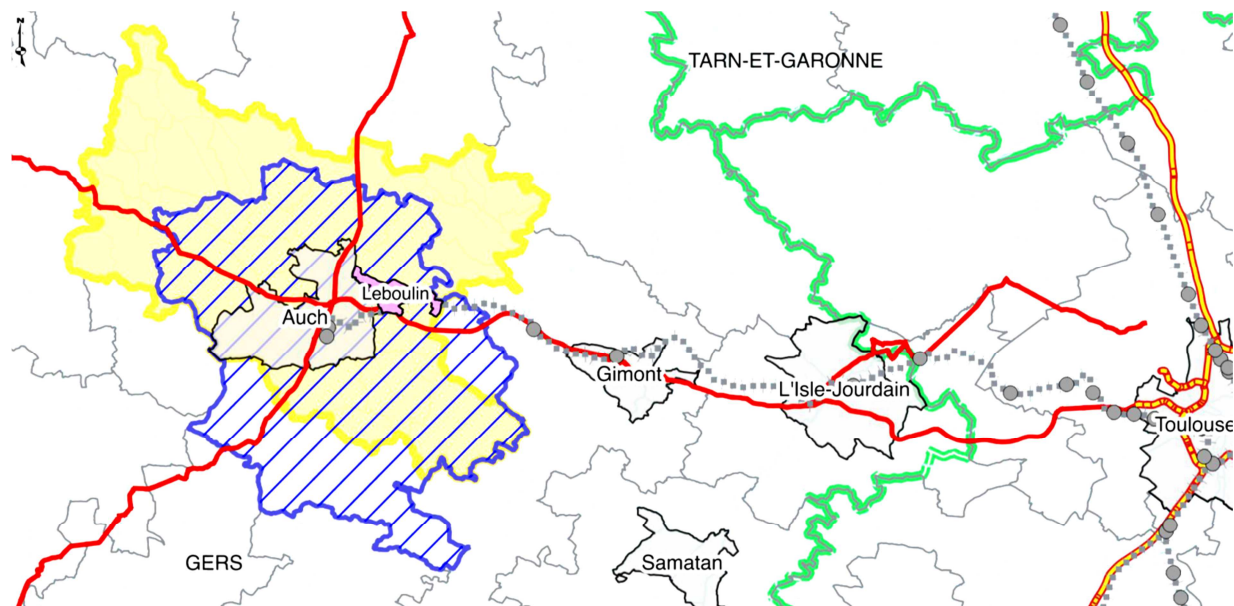 N
TARN-ET-GARONNE
Leboulin
Auch
Gimont
L'Isle-Jourdain
Toulouse
GERS
Samatan